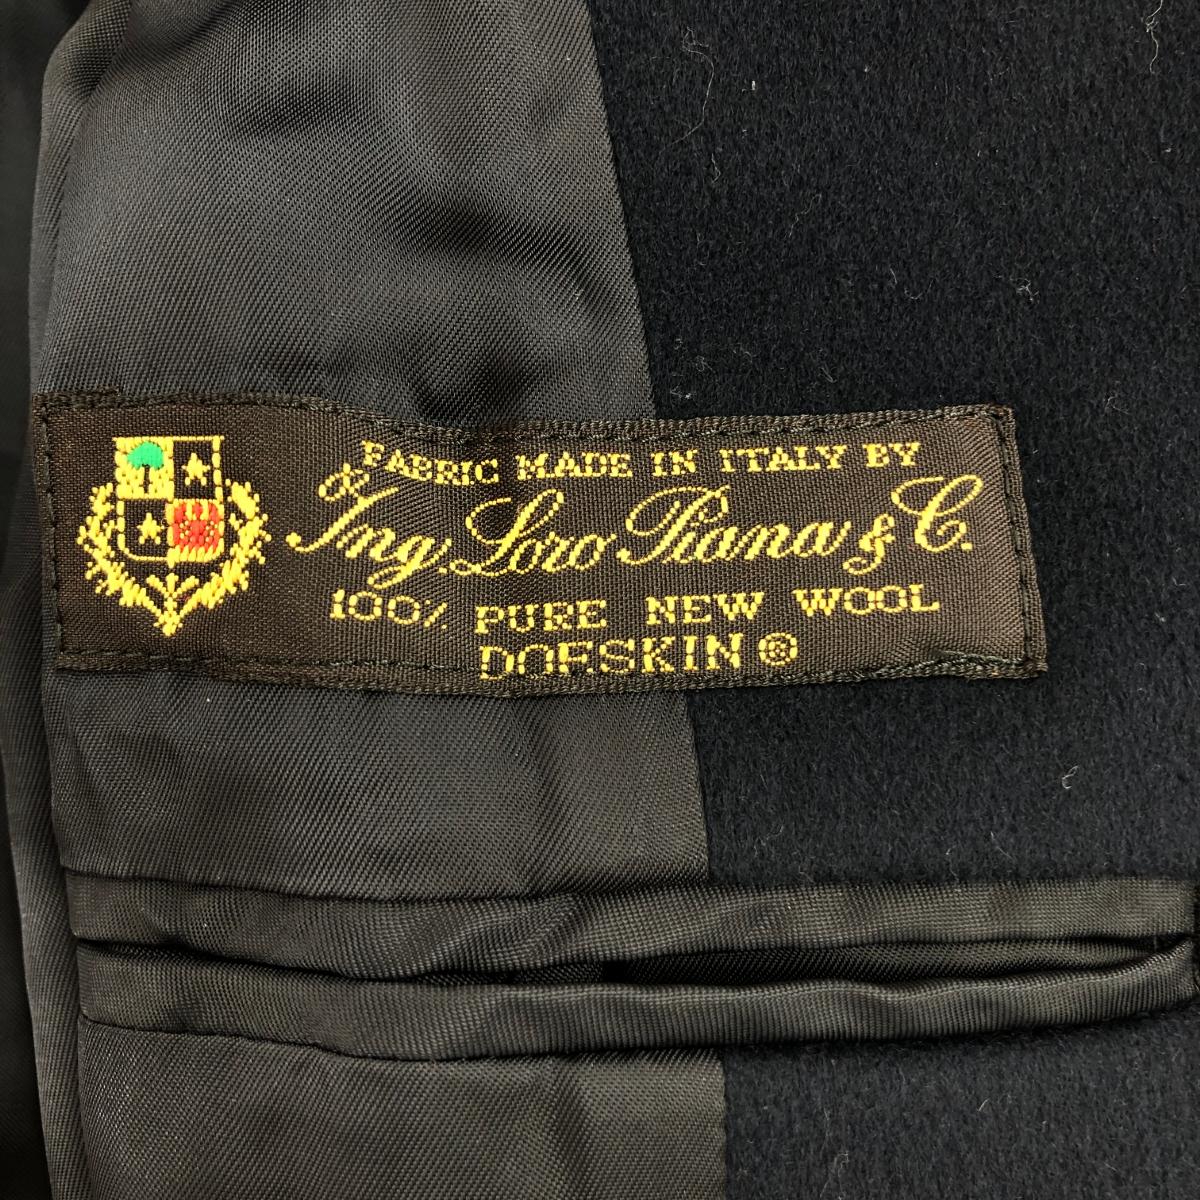 FABRIC MADE IN ITALY BY
Ing. Loro Piana & C.
100% PURE NEW WOOL
DOESKIN ®